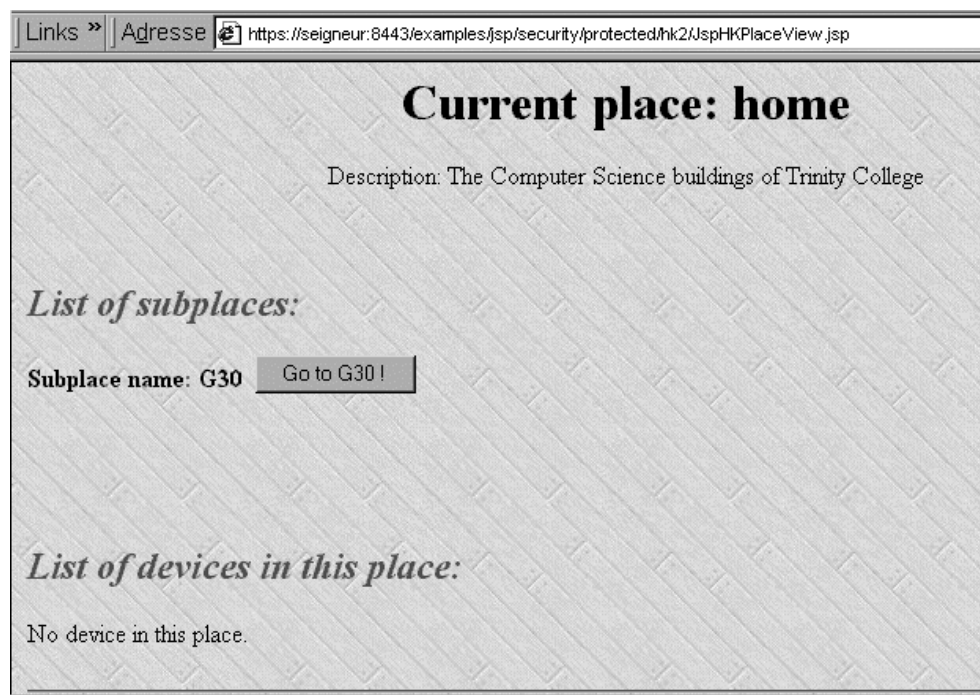 Links » Adresse https://seigneur:8443/examples/jsp/security/protected/hk2/JspHKPlaceView.jsp
Current place: home
Description: The Computer Science buildings of Trinity College
List of subplaces:
Subplace name: G30 Go to G30 !
List of devices in this place:
No device in this place.